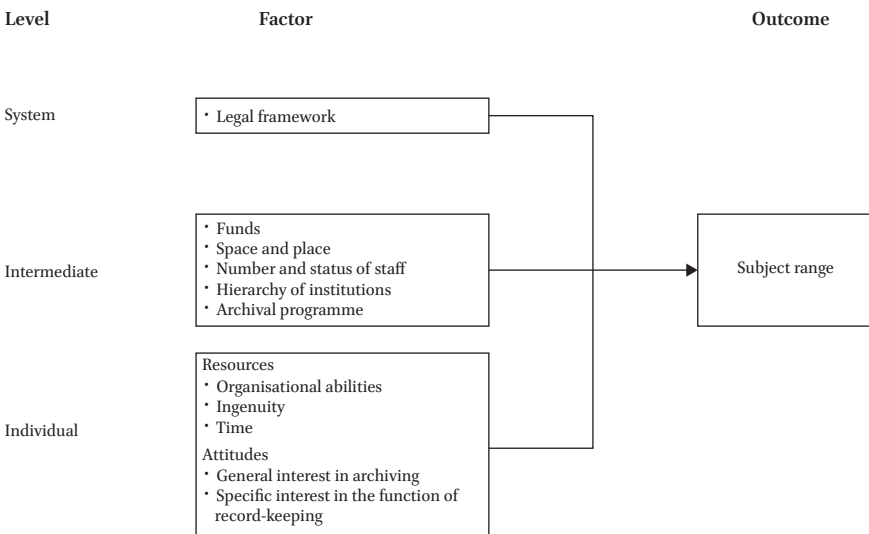 Level Factor Outcome
System
· Legal framework
Intermediate
· Funds
· Space and place
· Number and status of staff
· Hierarchy of institutions
· Archival programme
Subject range
Individual
Resources
· Organisational abilities
· Ingenuity
· Time
Attitudes
· General interest in archiving
· Specific interest in the function of
record-keeping